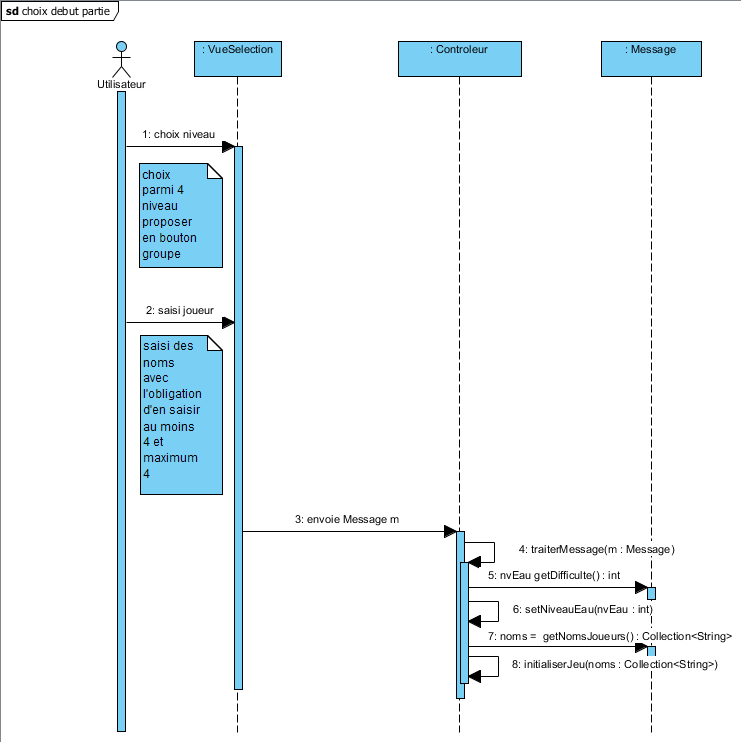 sd choix debut partie
: VueSelection
: Controleur
: Message
Utilisateur
1: choix niveau
choix
parmi 4
niveau
proposer
en bouton
groupe
2: saisi joueur
saisi des
noms
avec
l'obligation
d'en saisir
au moins
4 et
maximum
4
3: envoie Message m
4: traiterMessage(m : Message)
5: nvEau getDifficulte() : int
6: setNiveauEau(nvEau : int)
7: noms = getNomsJoueurs() : Collection<String>
8: initialiserJeu(noms : Collection<String>)